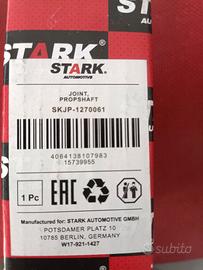 STARK
STARK
AUTOMOTIVE
JOINT,
PROPSHAFT
SKJP-1270061
4064138107983
15739955
1 Pc
EAC
Manufactured for: STARK AUTOMOTIVE GMBH
POTSDAMER PLATZ 10
10785 BERLIN, GERMANY
W17-921-1427
subito